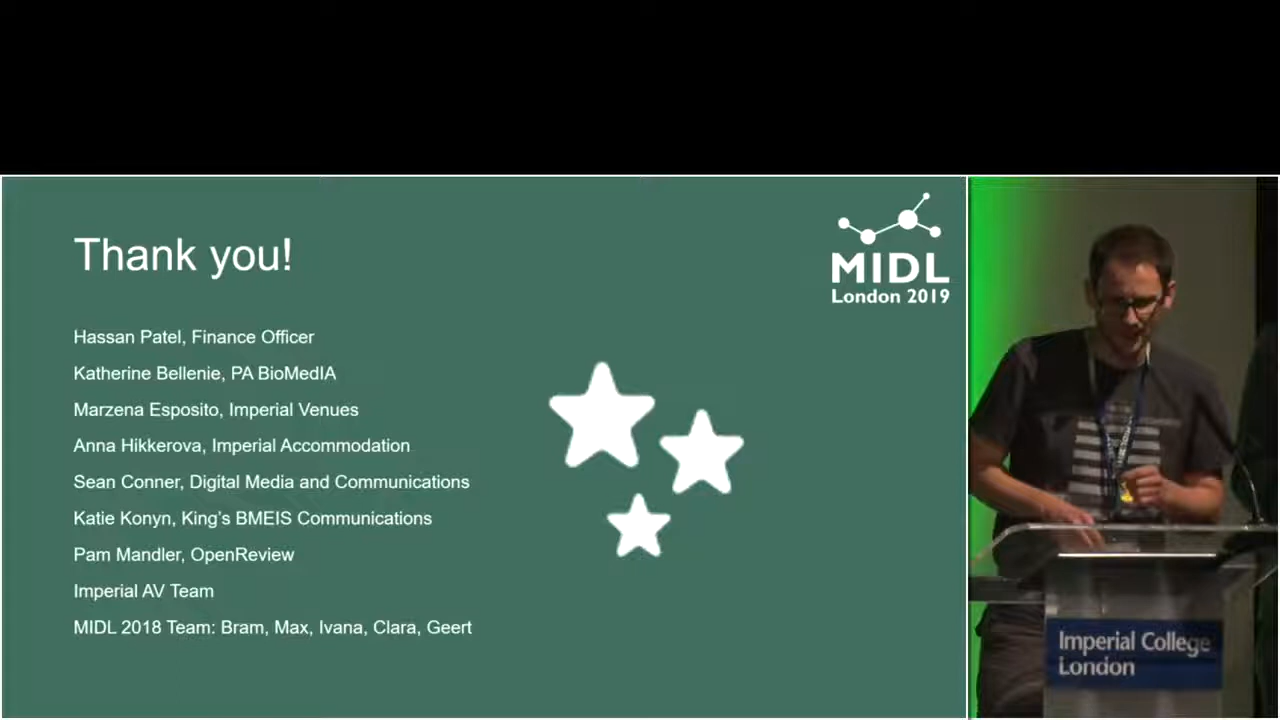 Thank you!
MIDL
London 2019
Hassan Patel, Finance Officer
Katherine Bellenie, PA BioMedIA
Marzena Esposito, Imperial Venues
Anna Hikkerova, Imperial Accommodation
Sean Conner, Digital Media and Communications
Katie Konyn, King's BMEIS Communications
Pam Mandler, OpenReview
Imperial AV Team
MIDL 2018 Team: Bram, Max, Ivana, Clara, Geert
Imperial College
London